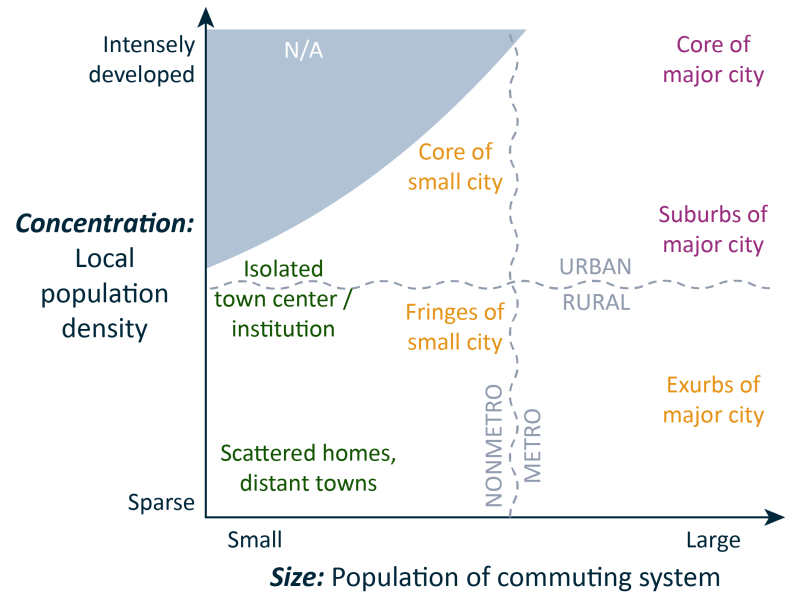 Intensely
developed
N/A
Core of
major city
Core of
small city
Concentration:
Local
population
density
Suburbs of
major city
Isolated
town center /
institution
URBAN
RURAL
Fringes of
small city
Exurbs of
major city
NONMETRO
METRO
Scattered homes,
distant towns
Sparse
Small
Large
Size: Population of commuting system